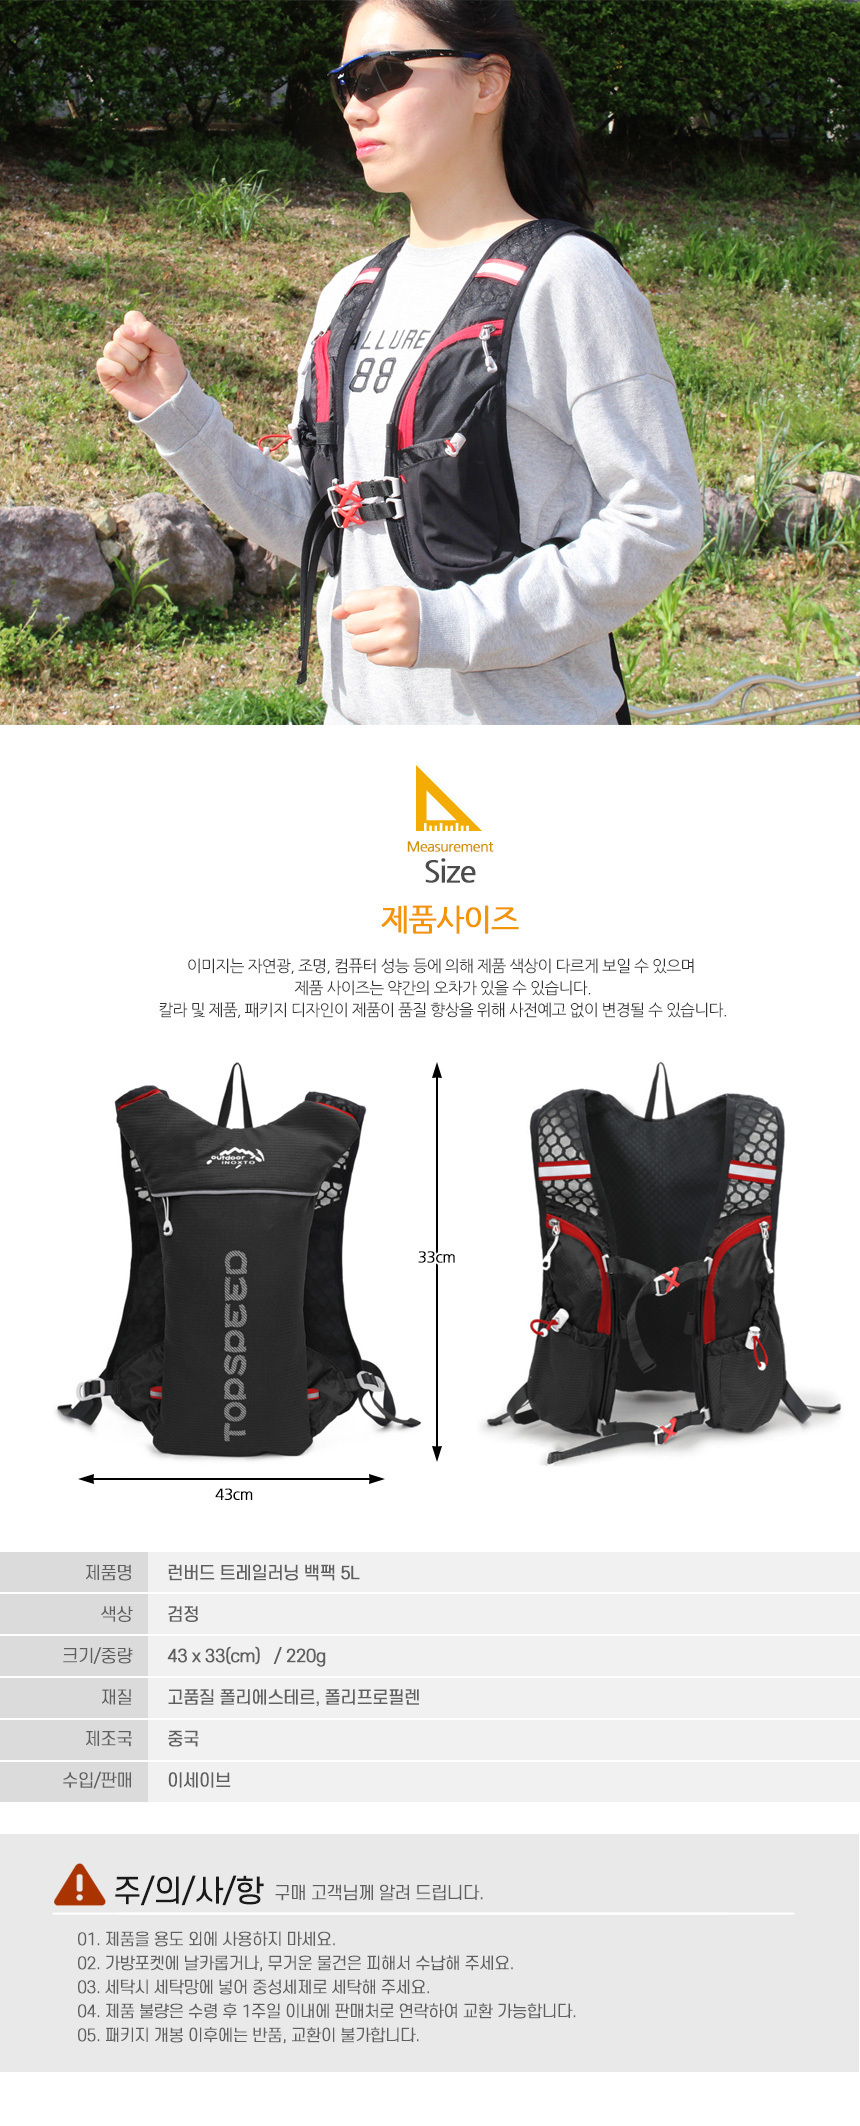 ALLURE
88
Measurement
Size
제품사이즈
이미지는 자연광, 조명, 컴퓨터 성능 등에 의해 제품 색상이 다르게 보일 수 있으며
제품 사이즈는 약간의 오차가 있을 수 있습니다.
칼라 및 제품, 패키지 디자인이 제품이 품질 향상을 위해 사전예고 없이 변경될 수 있습니다.
outdoor
INOXTO
TOPSPEED
33cm
43cm
제품명 런버드 트레일러닝 백팩 5L
색상 검정
크기/중량 43 x 33(cm) / 220g
재질 고품질 폴리에스테르, 폴리프로필렌
제조국 중국
수입/판매 이세이브
주/의/사/항 구매 고객님께 알려 드립니다.
01. 제품을 용도 외에 사용하지 마세요.
02. 가방포켓에 날카롭거나, 무거운 물건은 피해서 수납해 주세요.
03. 세탁시 세탁망에 넣어 중성세제로 세탁해 주세요.
04. 제품 불량은 수령 후 1주일 이내에 판매처로 연락하여 교환 가능합니다.
05. 패키지 개봉 이후에는 반품, 교환이 불가합니다.